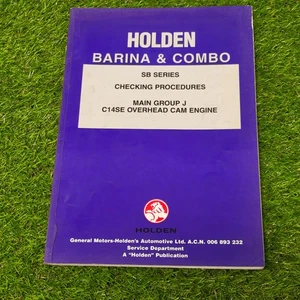 HOLDEN
BARINA & COMBO
SB SERIES
CHECKING PROCEDURES
MAIN GROUP J
C14SE OVERHEAD CAM ENGINE
HOLDEN
General Motors-Holden's Automotive Ltd, A.C.N. 006 893 232
Service Department
A "Holden" Publication